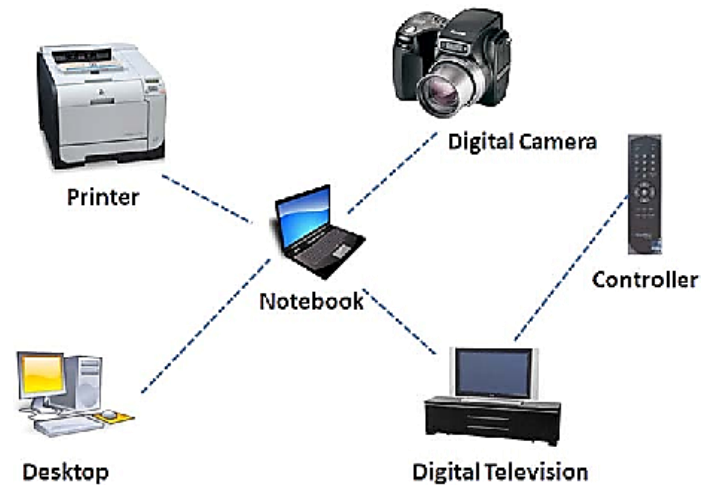 Digital Camera
Printer
Controller
Notebook
Desktop
Digital Television